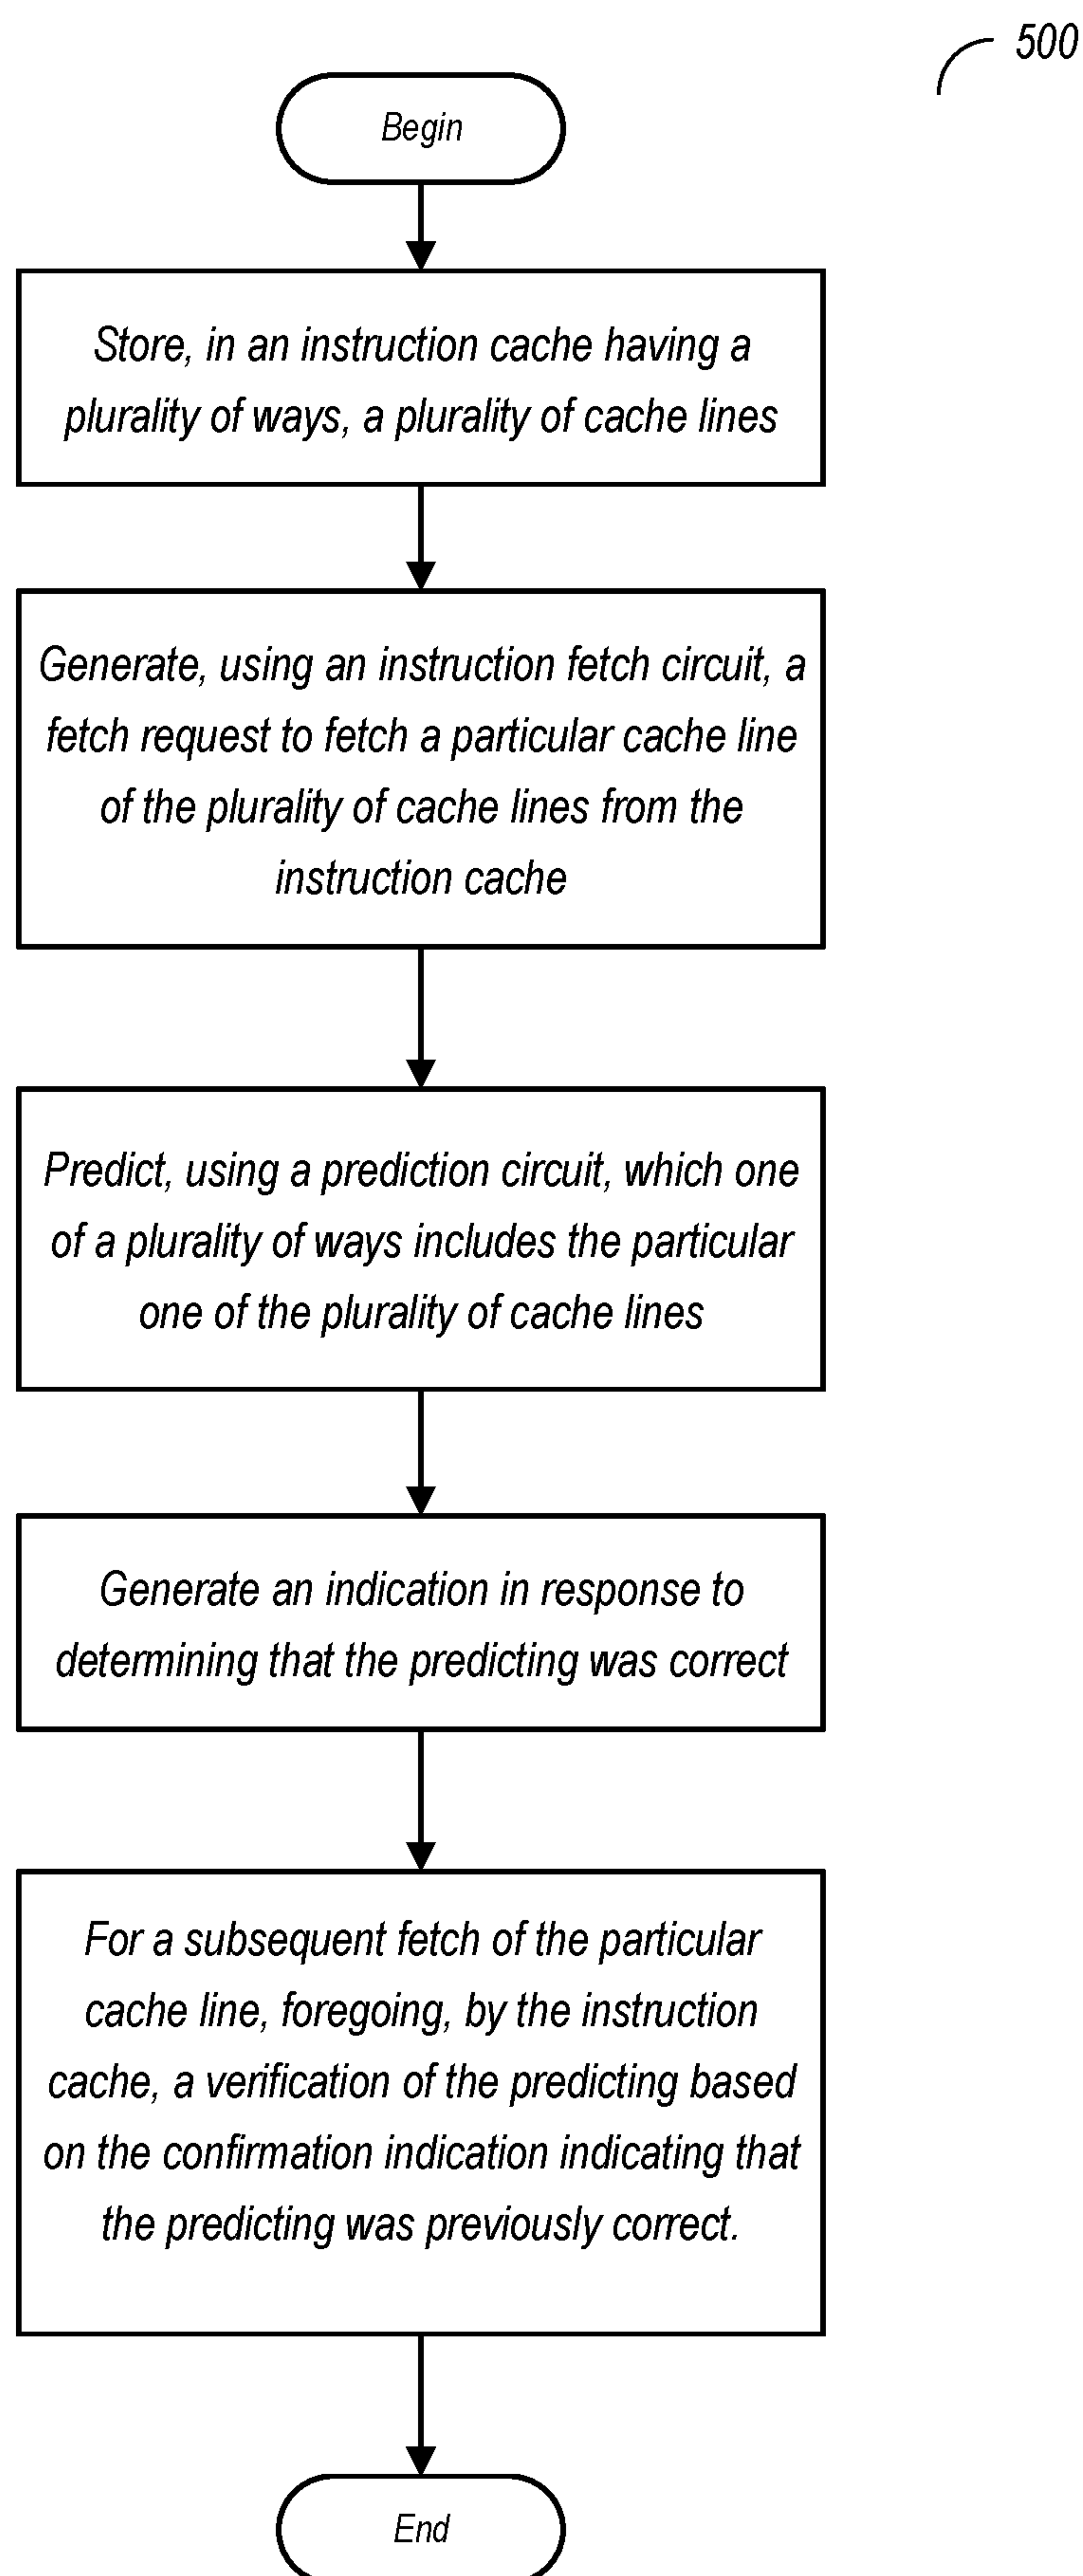 500
Begin
Store, in an instruction cache having a
plurality of ways, a plurality of cache lines
Generate, using an instruction fetch circuit, a
fetch request to fetch a particular cache line
of the plurality of cache lines from the
instruction cache
Predict, using a prediction circuit, which one
of a plurality of ways includes the particular
one of the plurality of cache lines
Generate an indication in response to
determining that the predicting was correct
For a subsequent fetch of the particular
cache line, foregoing, by the instruction
cache, a verification of the predicting based
on the confirmation indication indicating that
the predicting was previously correct.
End